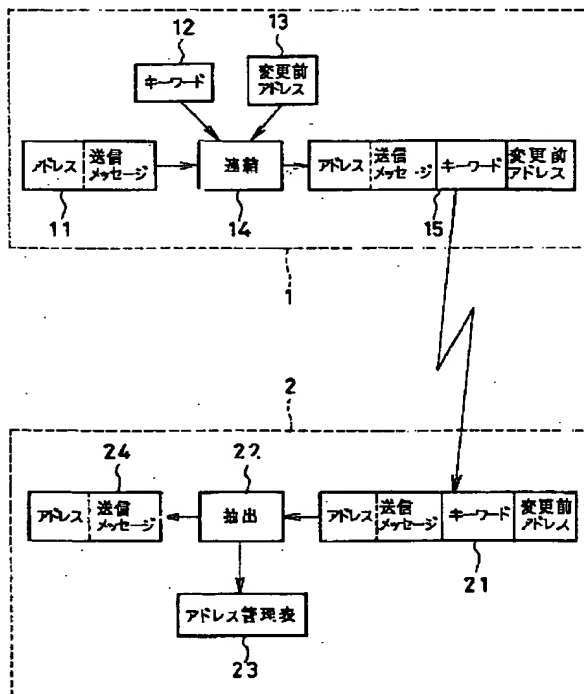 12
13
キーワード
変更前
アドレス
アドレス
送信
メッセージ
連結
アドレス
送信
メッセージ
キーワード
変更前
アドレス
11
14
15
1
2
24
22
アドレス
送信
メッセージ
抽出
アドレス
送信
メッセージ
キーワード
変更前
アドレス
21
アドレス管理表
23